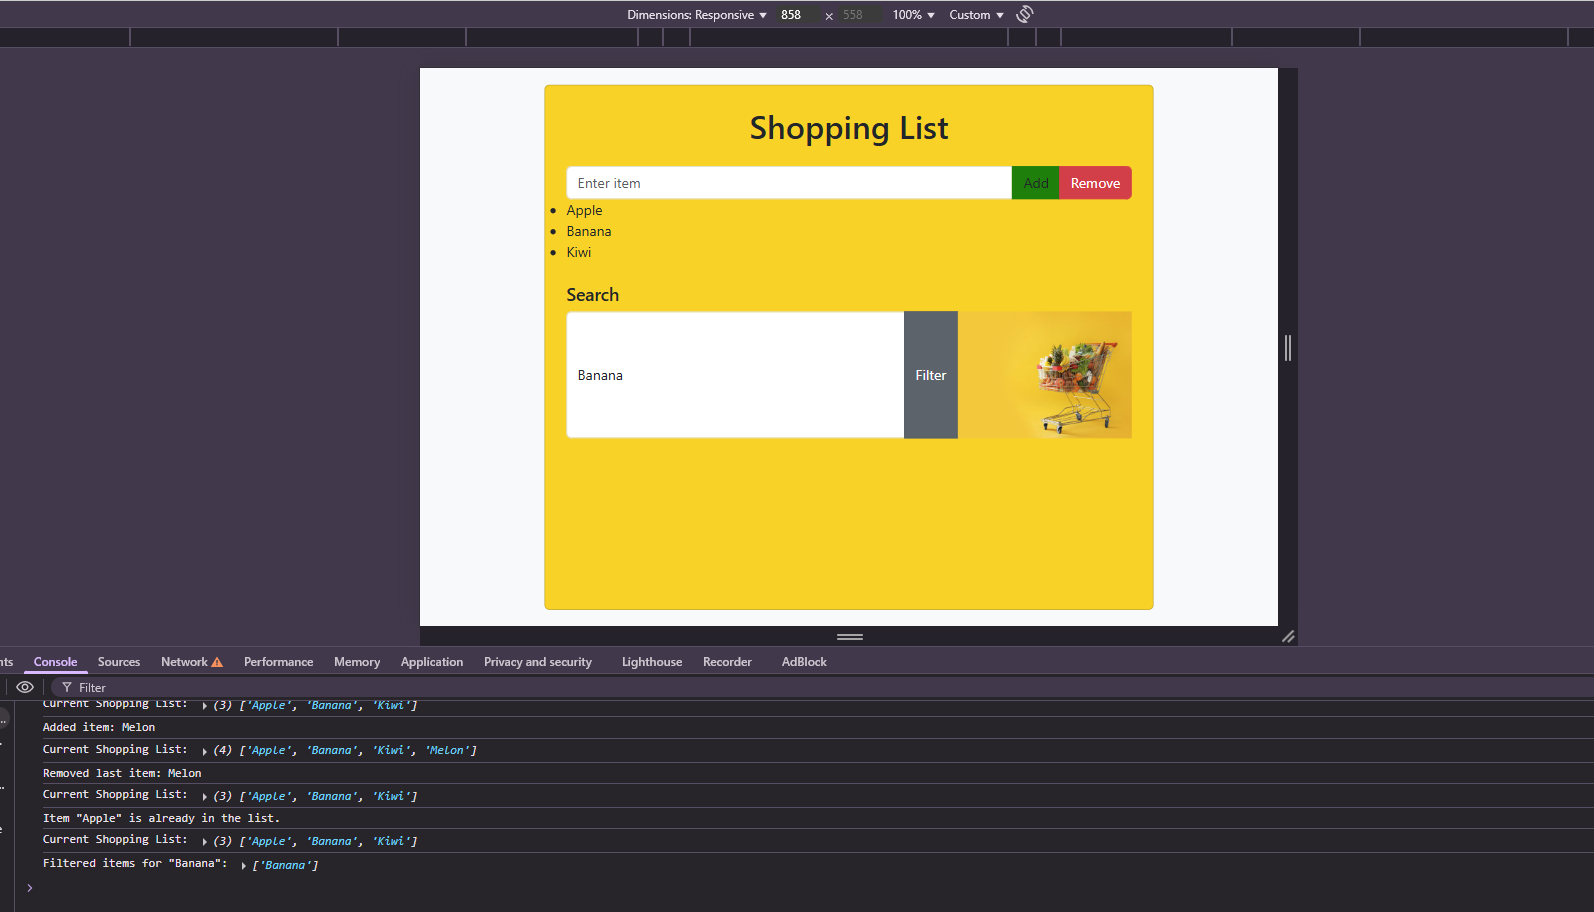 Dimensions: Responsive ▼ 858 × 558 100% ▼ Custom ▼
Shopping List
Enter item Add Remove
• Apple
• Banana
• Kiwi
Search
Banana Filter
nts Console Sources Network Performance Memory Application Privacy and security Lighthouse Recorder AdBlock
Filter
Current Shopping List: ▶ (3) ['Apple', 'Banana', 'Kiwi']
Added item: Melon
Current Shopping List: ▶ (4) ['Apple', 'Banana', 'Kiwi', 'Melon']
Removed last item: Melon
Current Shopping List: ▶ (3) ['Apple', 'Banana', 'Kiwi']
Item "Apple" is already in the list.
Current Shopping List: ▶ (3) ['Apple', 'Banana', 'Kiwi']
Filtered items for "Banana": ▶ ['Banana']